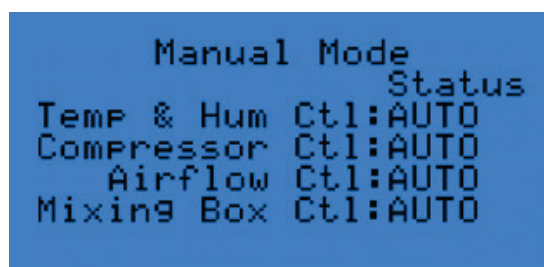 Manual Mode
Status
Temp & Hum Ctl:AUTO
Compressor Ctl:AUTO
Airflow Ctl:AUTO
Mixing Box Ctl:AUTO